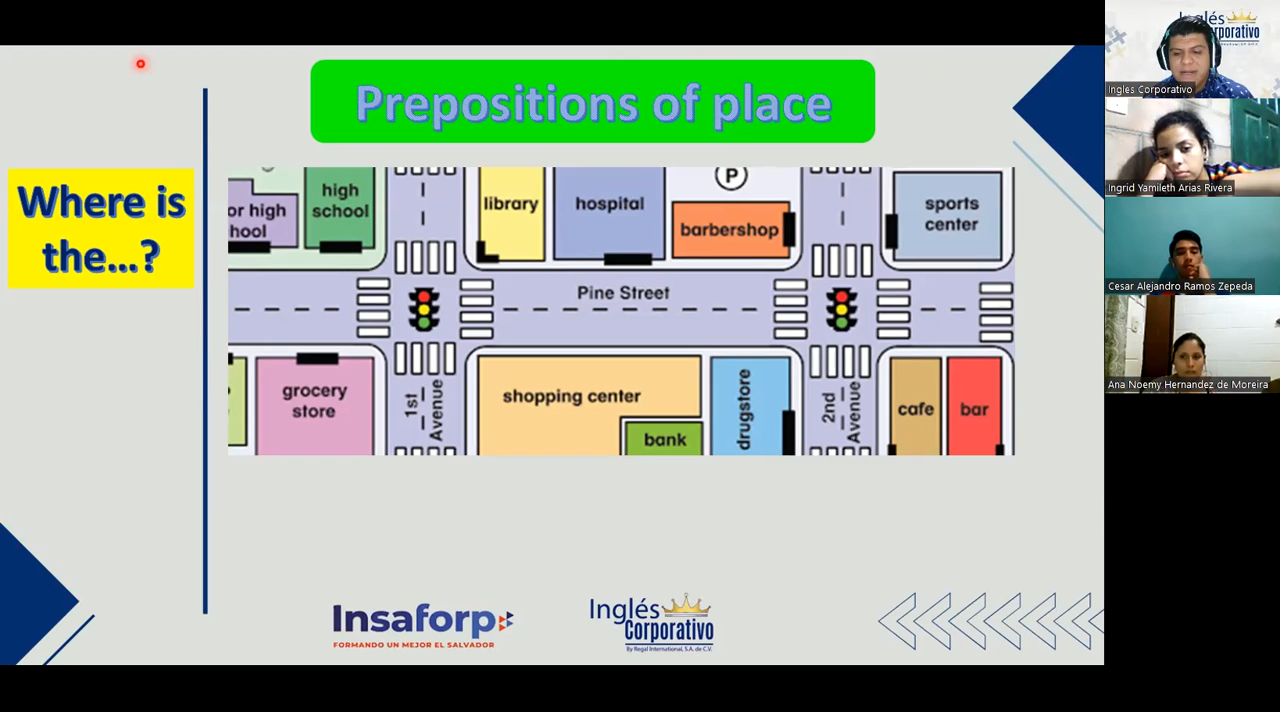 Prepositions of place
Where is
the...?
or high
hool
high
school
library
hospital
P
barbershop
sports
center
Pine Street
grocery
store
1st
Avenue
shopping center
bank
drugstore
2nd
Avenue
cafe
bar
Insaforp
FORMANDO UN MEJOR EL SALVADOR
Inglés
Corporativo
By Regal International, S.A. de C.V.
Inglés
Corporativo
Ingles Corporativo
Ingrid Yamileth Arias Rivera
Cesar Alejandro Ramos Zepeda
Ana Noemy Hernandez de Moreira